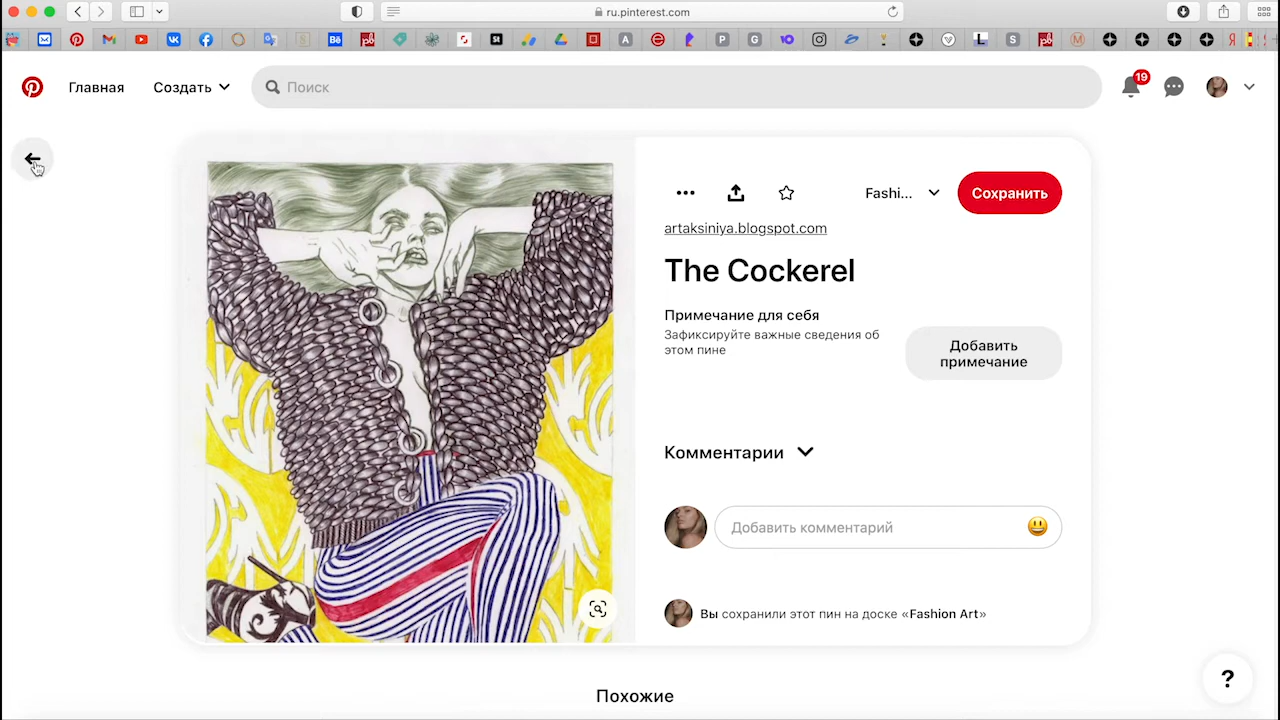 ru.pinterest.com
Главная
Создать
Поиск
19
Fashi...
Сохранить
artaksiniya.blogspot.com
The Cockerel
Примечание для себя
Зафиксируйте важные сведения об
этом пине
Добавить
примечание
Комментарии
Добавить комментарий
Вы сохранили этот пин на доске «Fashion Art»
?
Похожие